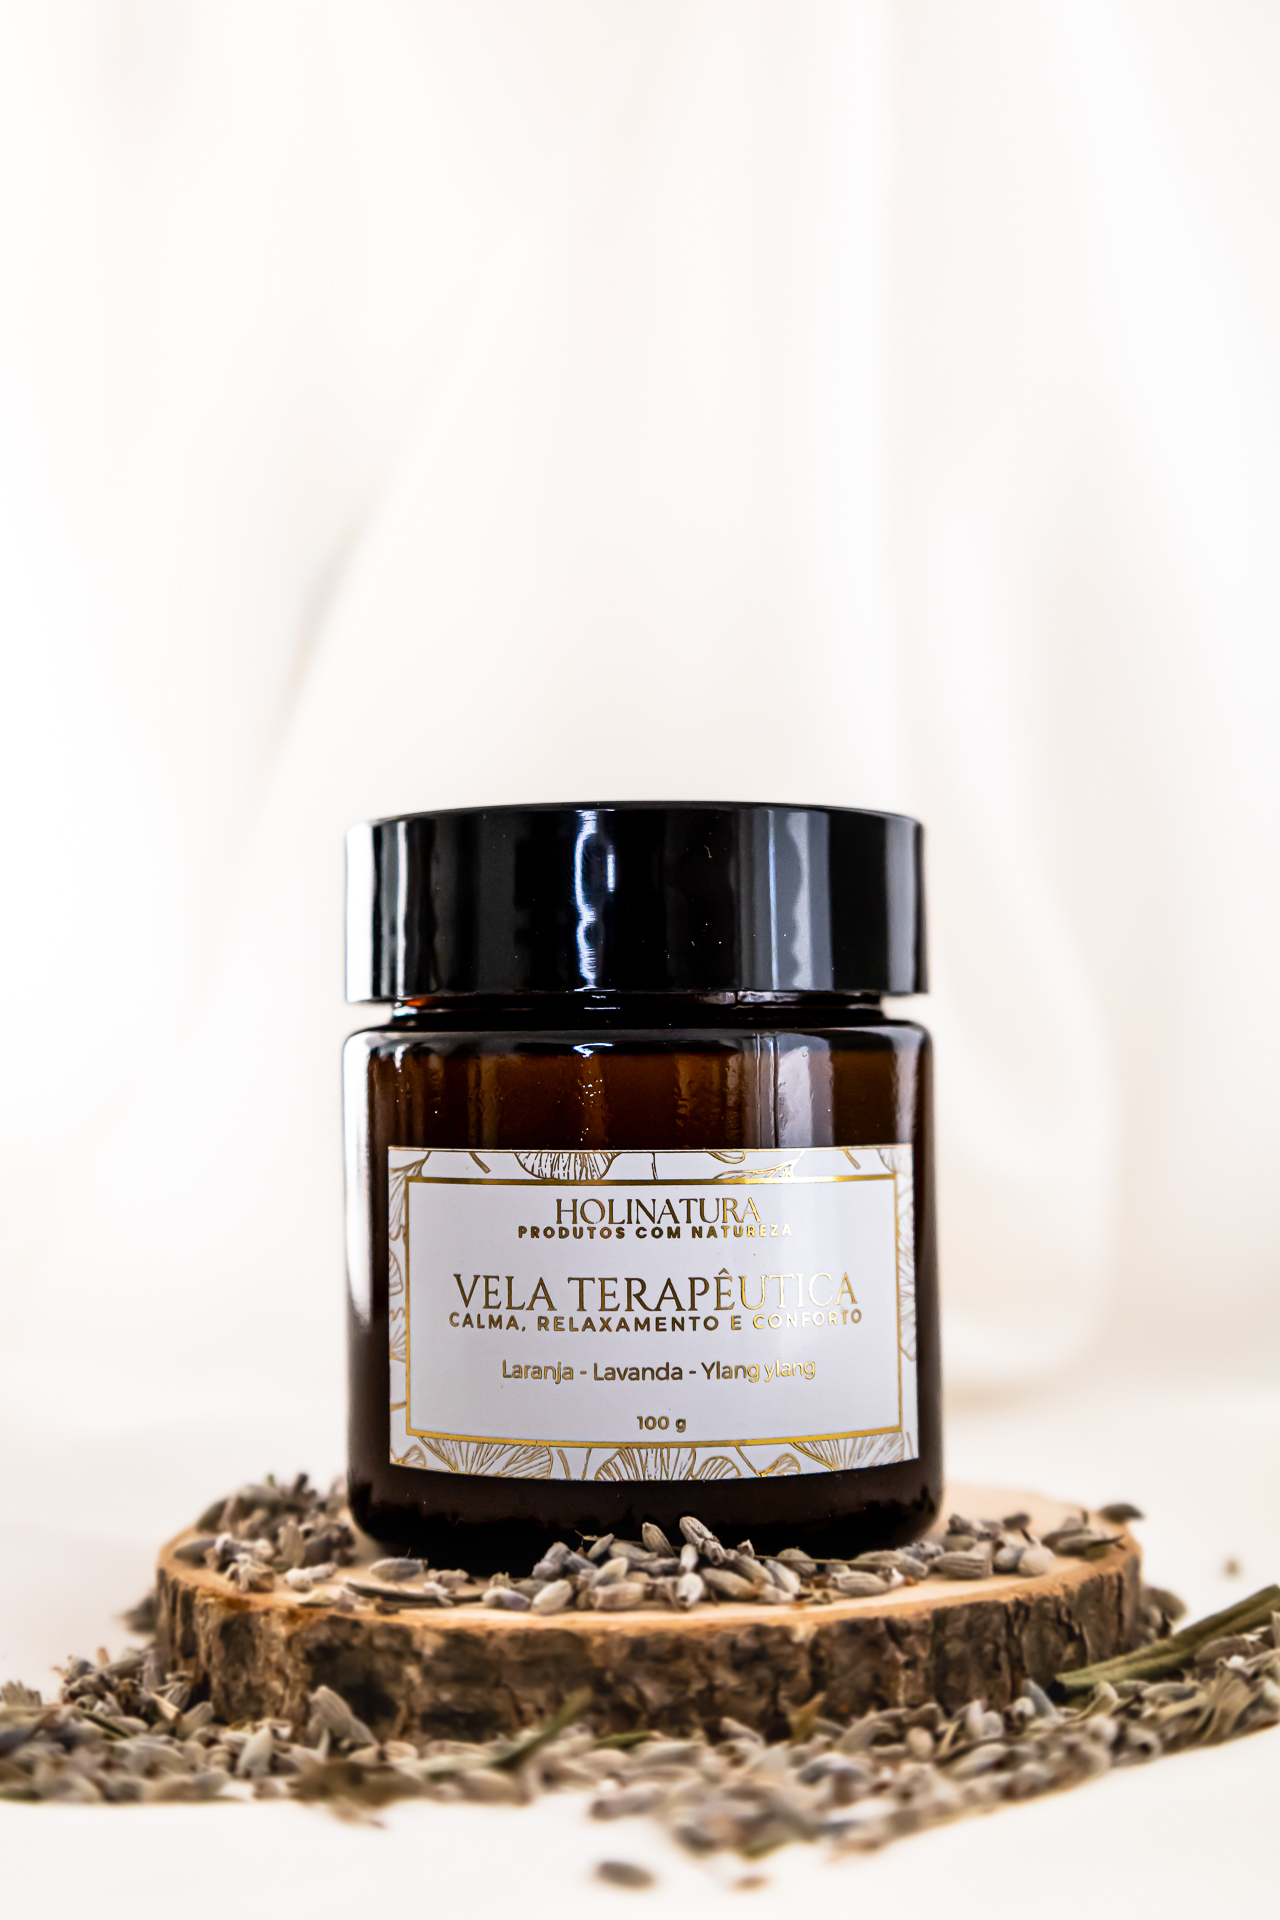 HOLINATURA
PRODUTOS COM NATUREZA
VELA TERAPÊUTICA
CALMA, RELAXAMENTO E CONFORTO
Laranja - Lavanda - Ylang ylang
100 g